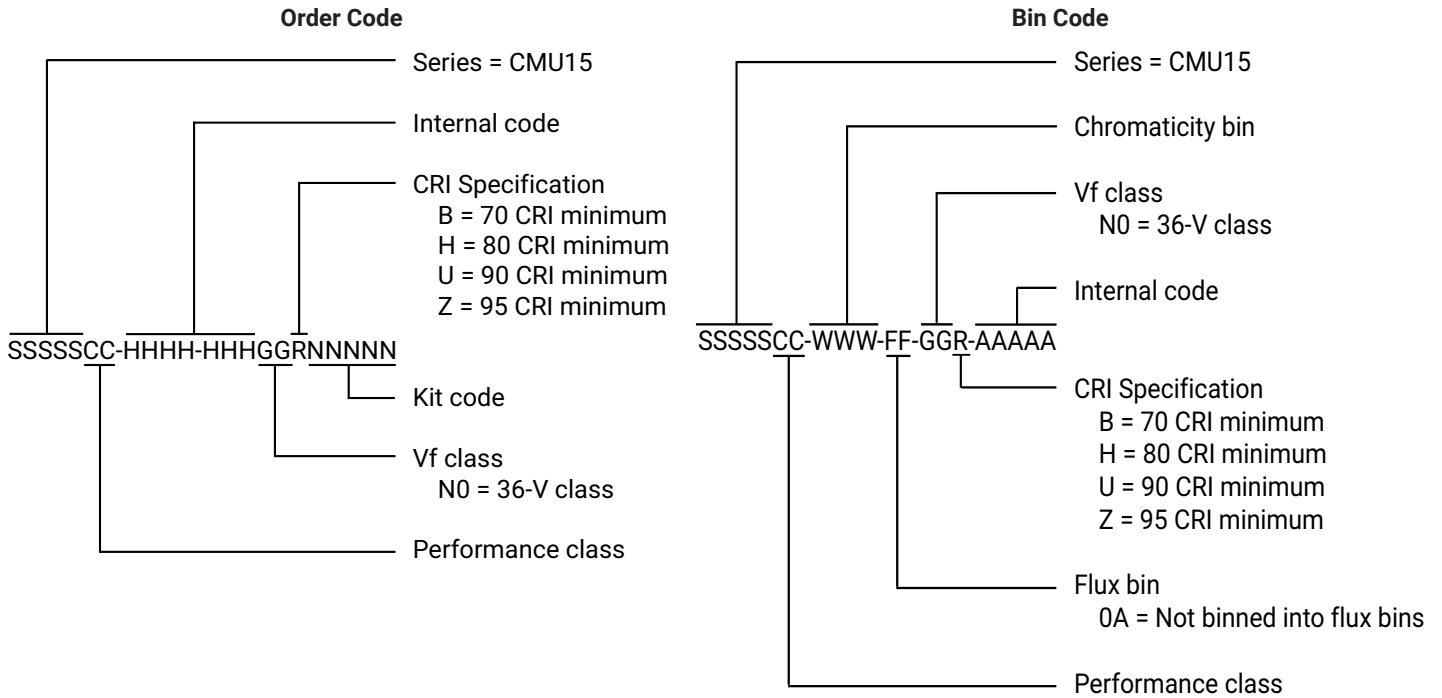 Order Code
Series = CMU15
Internal code
CRI Specification
B = 70 CRI minimum
H = 80 CRI minimum
U = 90 CRI minimum
Z = 95 CRI minimum
SSSSSCC-HHHH-HHHGGRNNNNN
Kit code
Vf class
N0 = 36-V class
Performance class
Bin Code
Series = CMU15
Chromaticity bin
Vf class
N0 = 36-V class
Internal code
SSSSSCC-WWW-FF-GGR-AAAAA
CRI Specification
B = 70 CRI minimum
H = 80 CRI minimum
U = 90 CRI minimum
Z = 95 CRI minimum
Flux bin
0A = Not binned into flux bins
Performance class